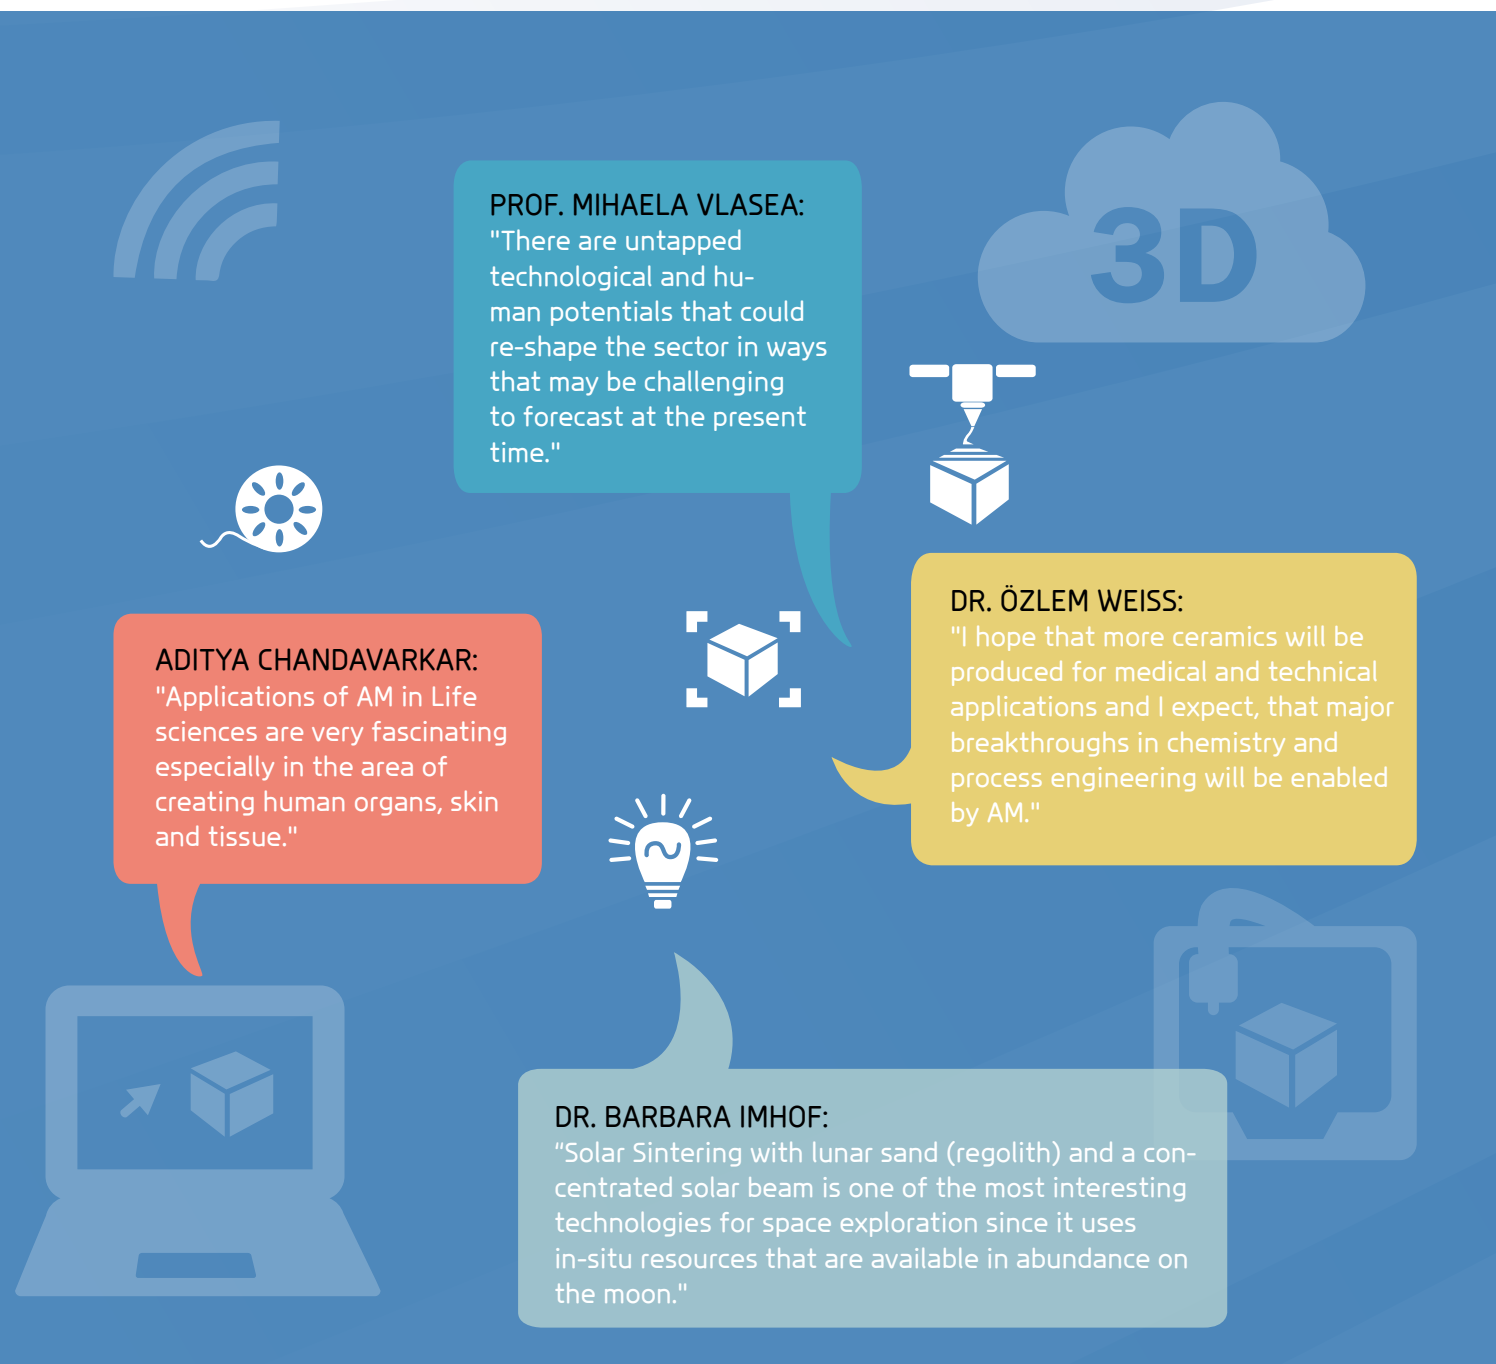 3D
PROF. MIHAELA VLASEA:
"There are untapped
technological and hu-
man potentials that could
re-shape the sector in ways
that may be challenging
to forecast at the present
time."
DR. ÖZLEM WEISS:
"I hope that more ceramics will be
produced for medical and technical
applications and I expect, that major
breakthroughs in chemistry and
process engineering will be enabled
by AM."
ADITYA CHANDAVARKAR:
"Applications of AM in Life
sciences are very fascinating
especially in the area of
creating human organs, skin
and tissue."
DR. BARBARA IMHOF:
“Solar Sintering with lunar sand (regolith) and a con-
centrated solar beam is one of the most interesting
technologies for space exploration since it uses
in-situ resources that are available in abundance on
the moon."